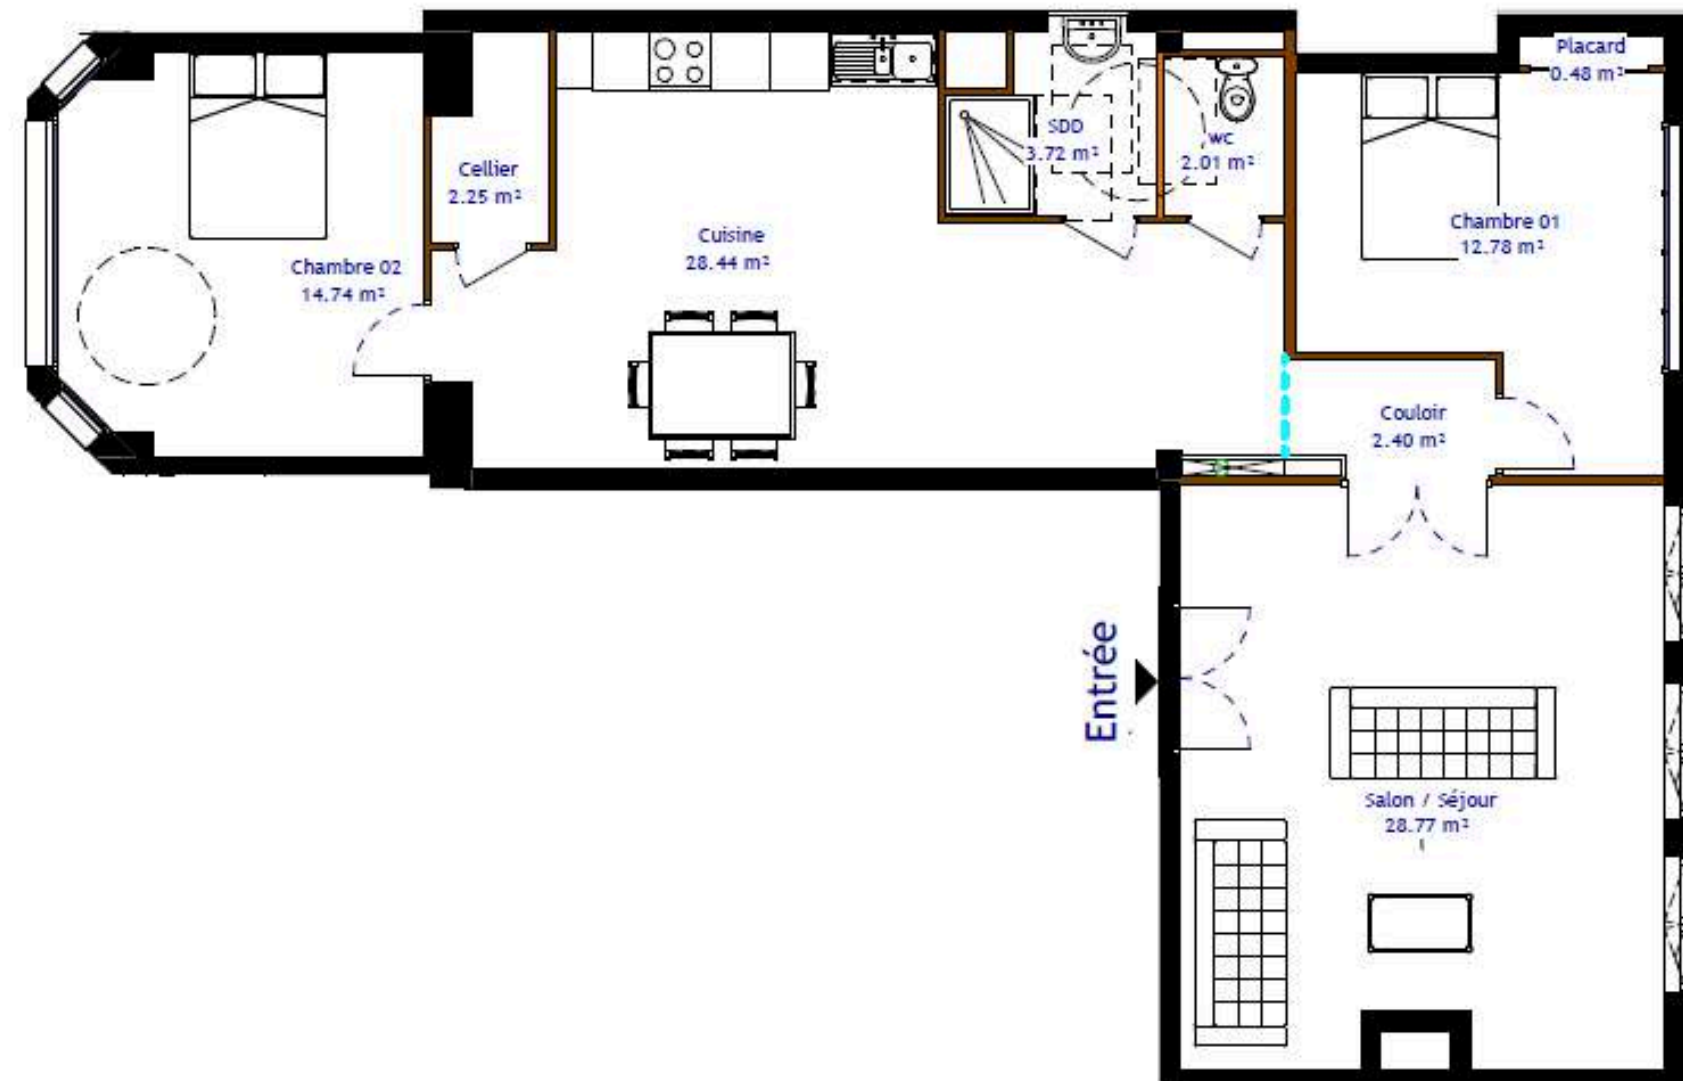 Placard
0.48 m²
SDD
3.72 m²
wc
2.01 m²
Cellier
2.25 m²
Chambre 01
12.78 m²
Cuisine
28.44 m²
Chambre 02
14.74 m²
Couloir
2.40 m²
Entrée
Salon / Séjour
28.77 m²